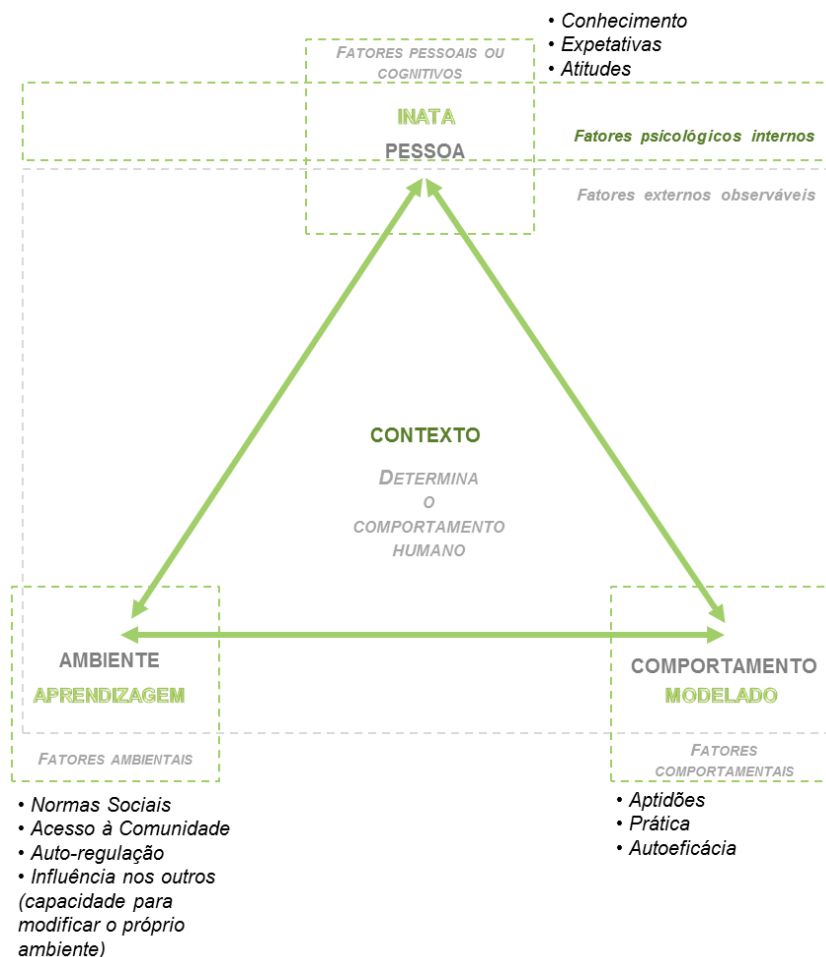 • Conhecimento
• Expetativas
• Atitudes
FATORES PESSOAIS OU
COGNITIVOS
INATA
PESSOA
Fatores psicológicos internos
Fatores externos observáveis
CONTEXTO
DETERMINA
O
COMPORTAMENTO
HUMANO
AMBIENTE
APRENDIZAGEM
FATORES AMBIENTAIS
• Normas Sociais
• Acesso à Comunidade
• Auto-regulação
• Influência nos outros
(capacidade para
modificar o próprio
ambiente)
COMPORTAMENTO
MODELADO
FATORES
COMPORTAMENTAIS
• Aptidões
• Prática
• Autoeficácia